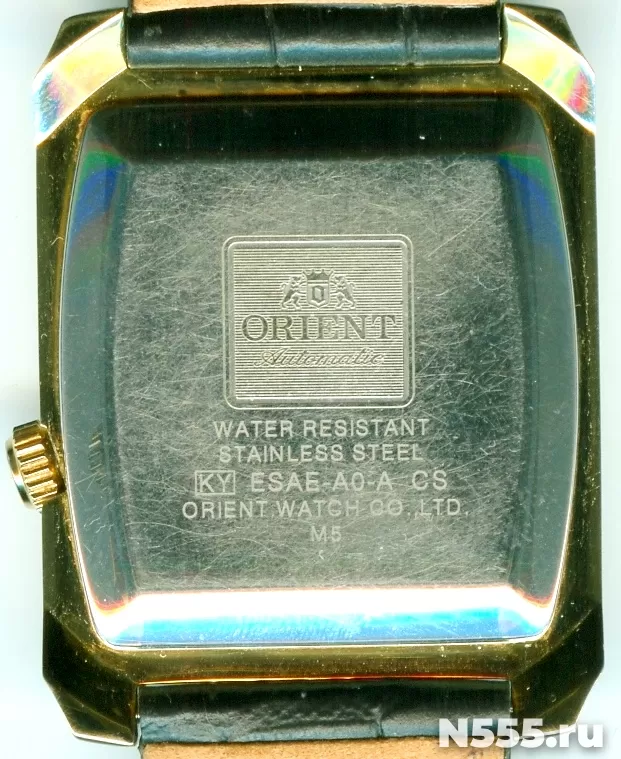 ORIENT
Automatic
WATER RESISTANT
STAINLESS STEEL
KY ESAE-A0-A CS
ORIENT WATCH CO.,LTD.
M5
N555.ru